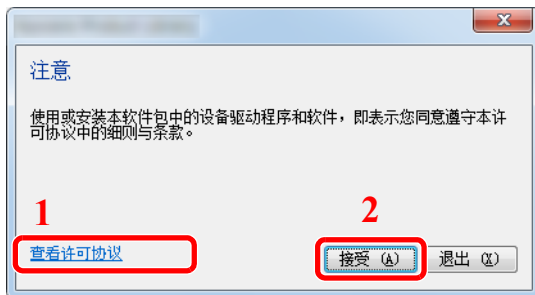 注意
使用或安装本软件包中的设备驱动程序和软件，即表示您同意遵守本许
可协议中的细则与条款。
1
2
查看许可协议
接受 (A)
退出 (X)